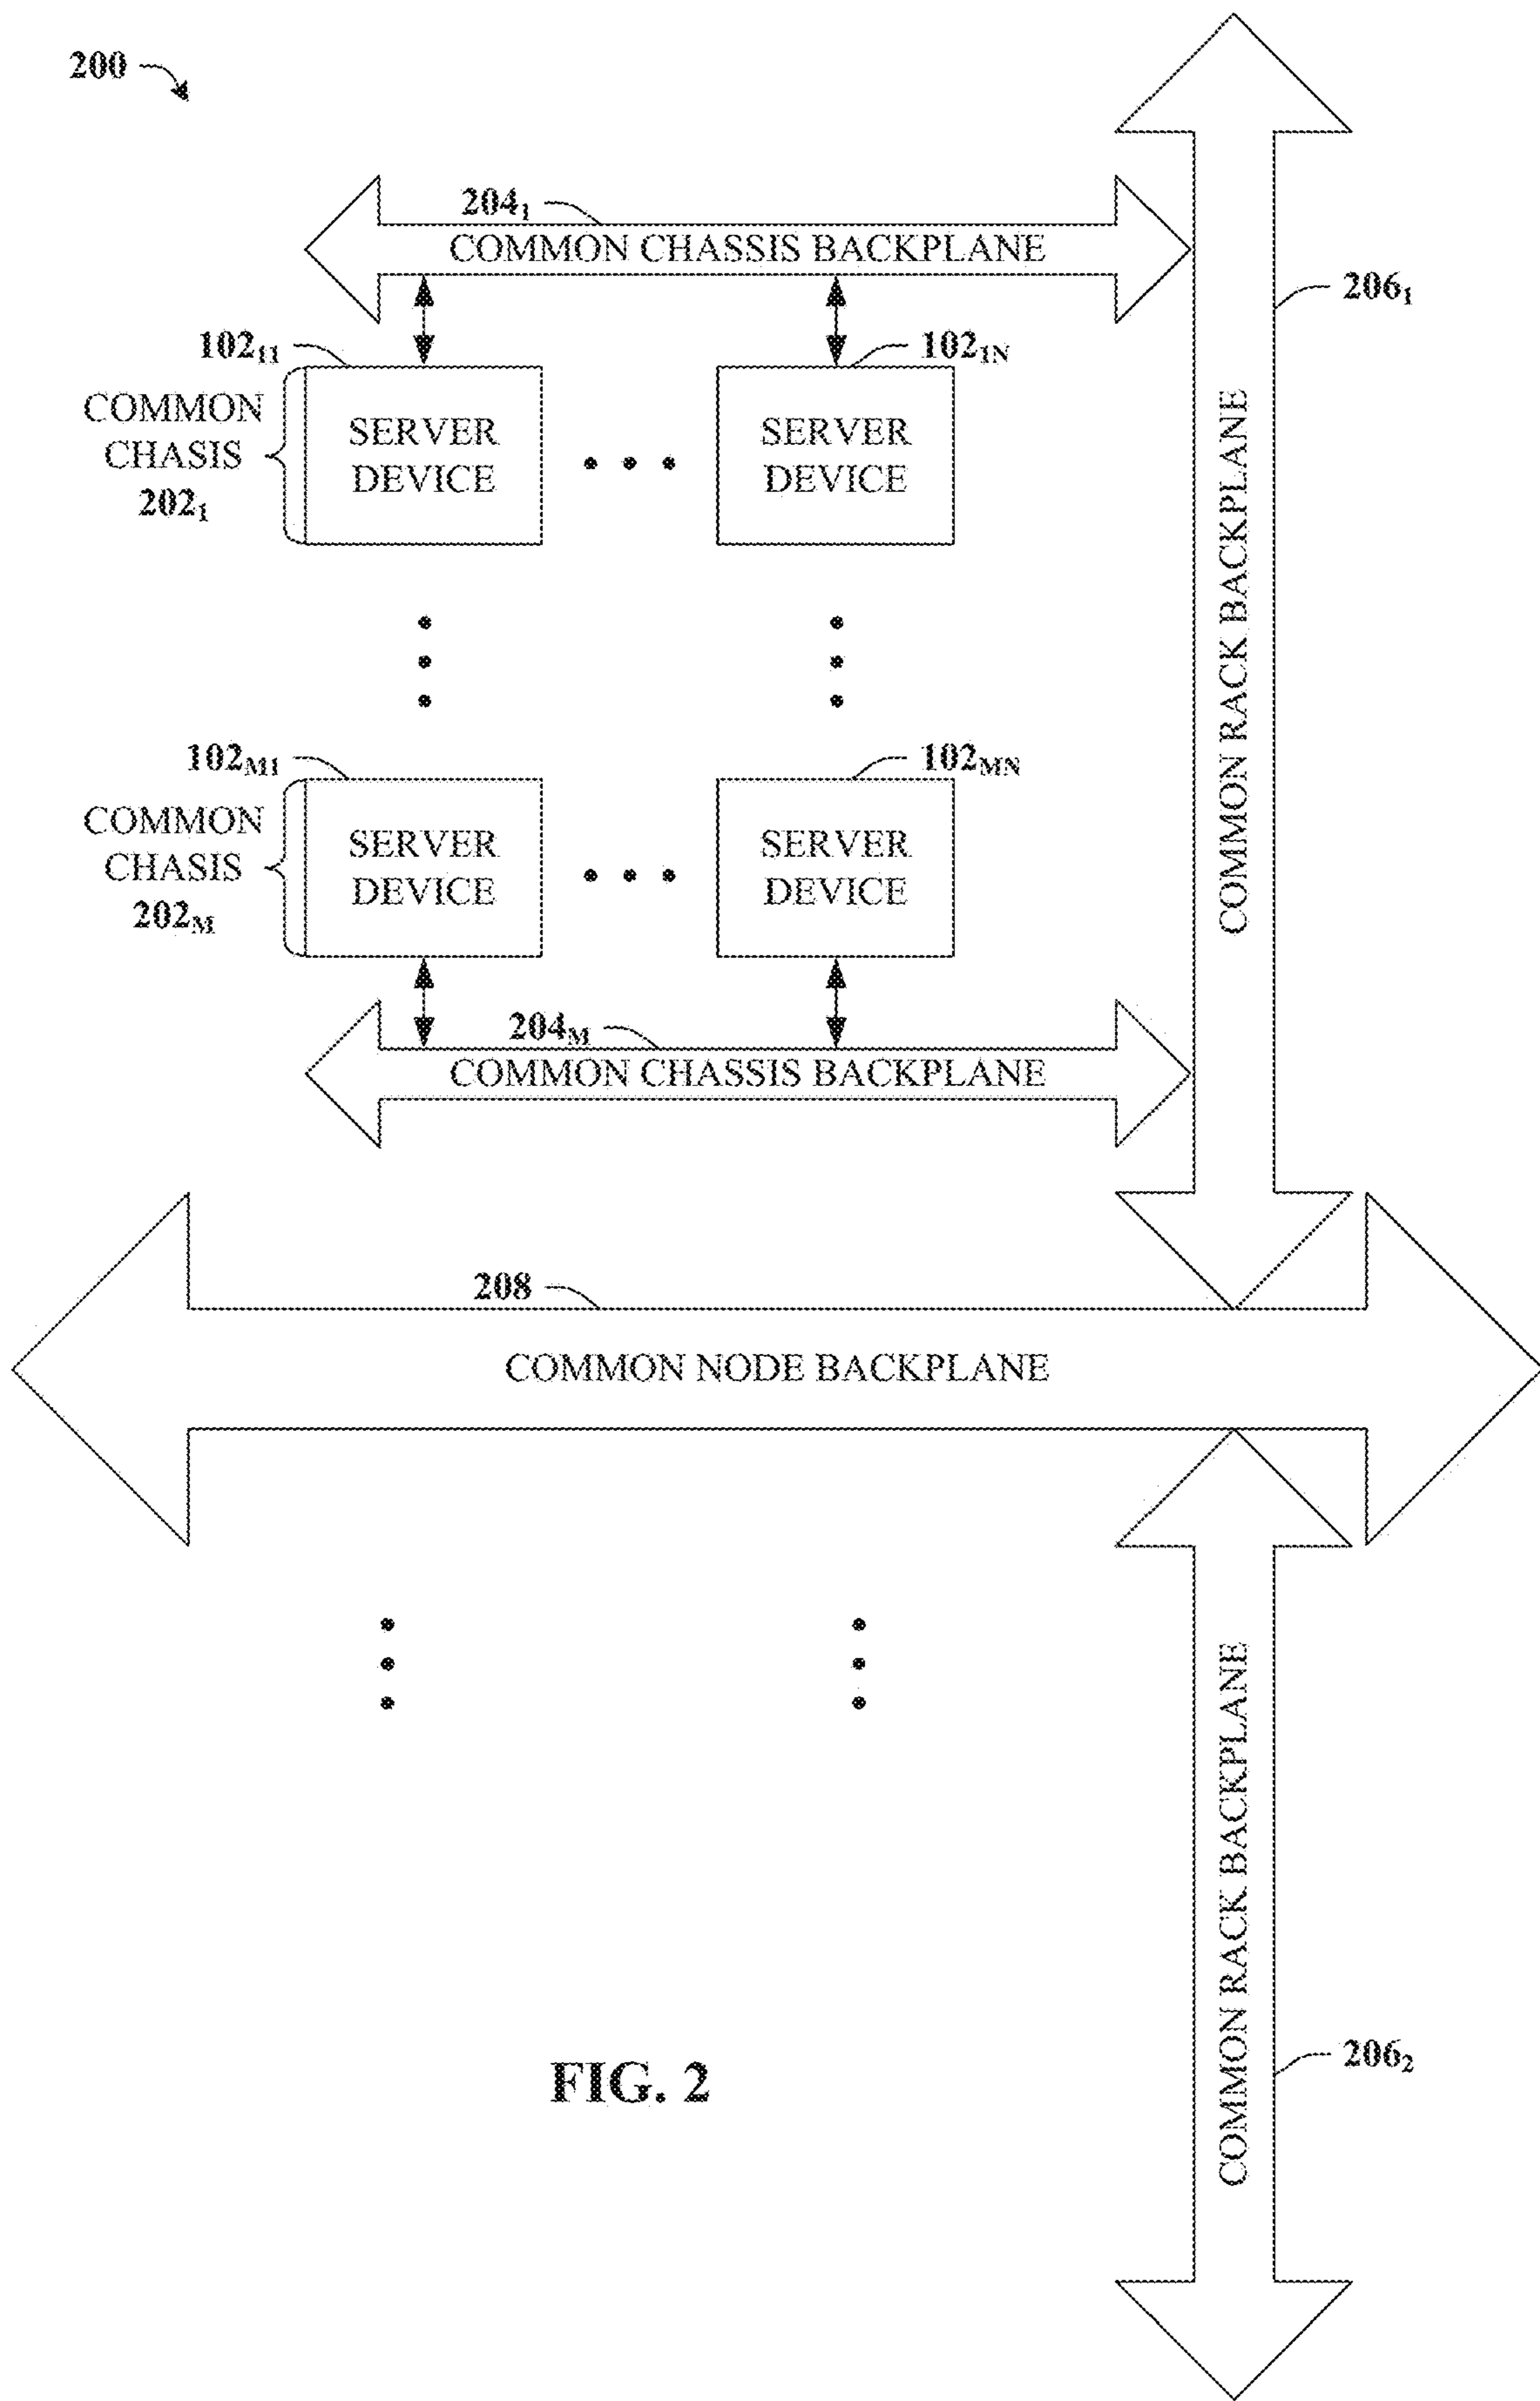 200
204₁
COMMON CHASSIS BACKPLANE
206₁
102₁₁
102₁N
COMMON
CHASIS
202₁
SERVER
DEVICE
SERVER
DEVICE
COMMON RACK BACKPLANE
102M1
102MN
COMMON
CHASIS
202M
SERVER
DEVICE
SERVER
DEVICE
204M
COMMON CHASSIS BACKPLANE
208
COMMON NODE BACKPLANE
COMMON RACK BACKPLANE
206₂
FIG. 2